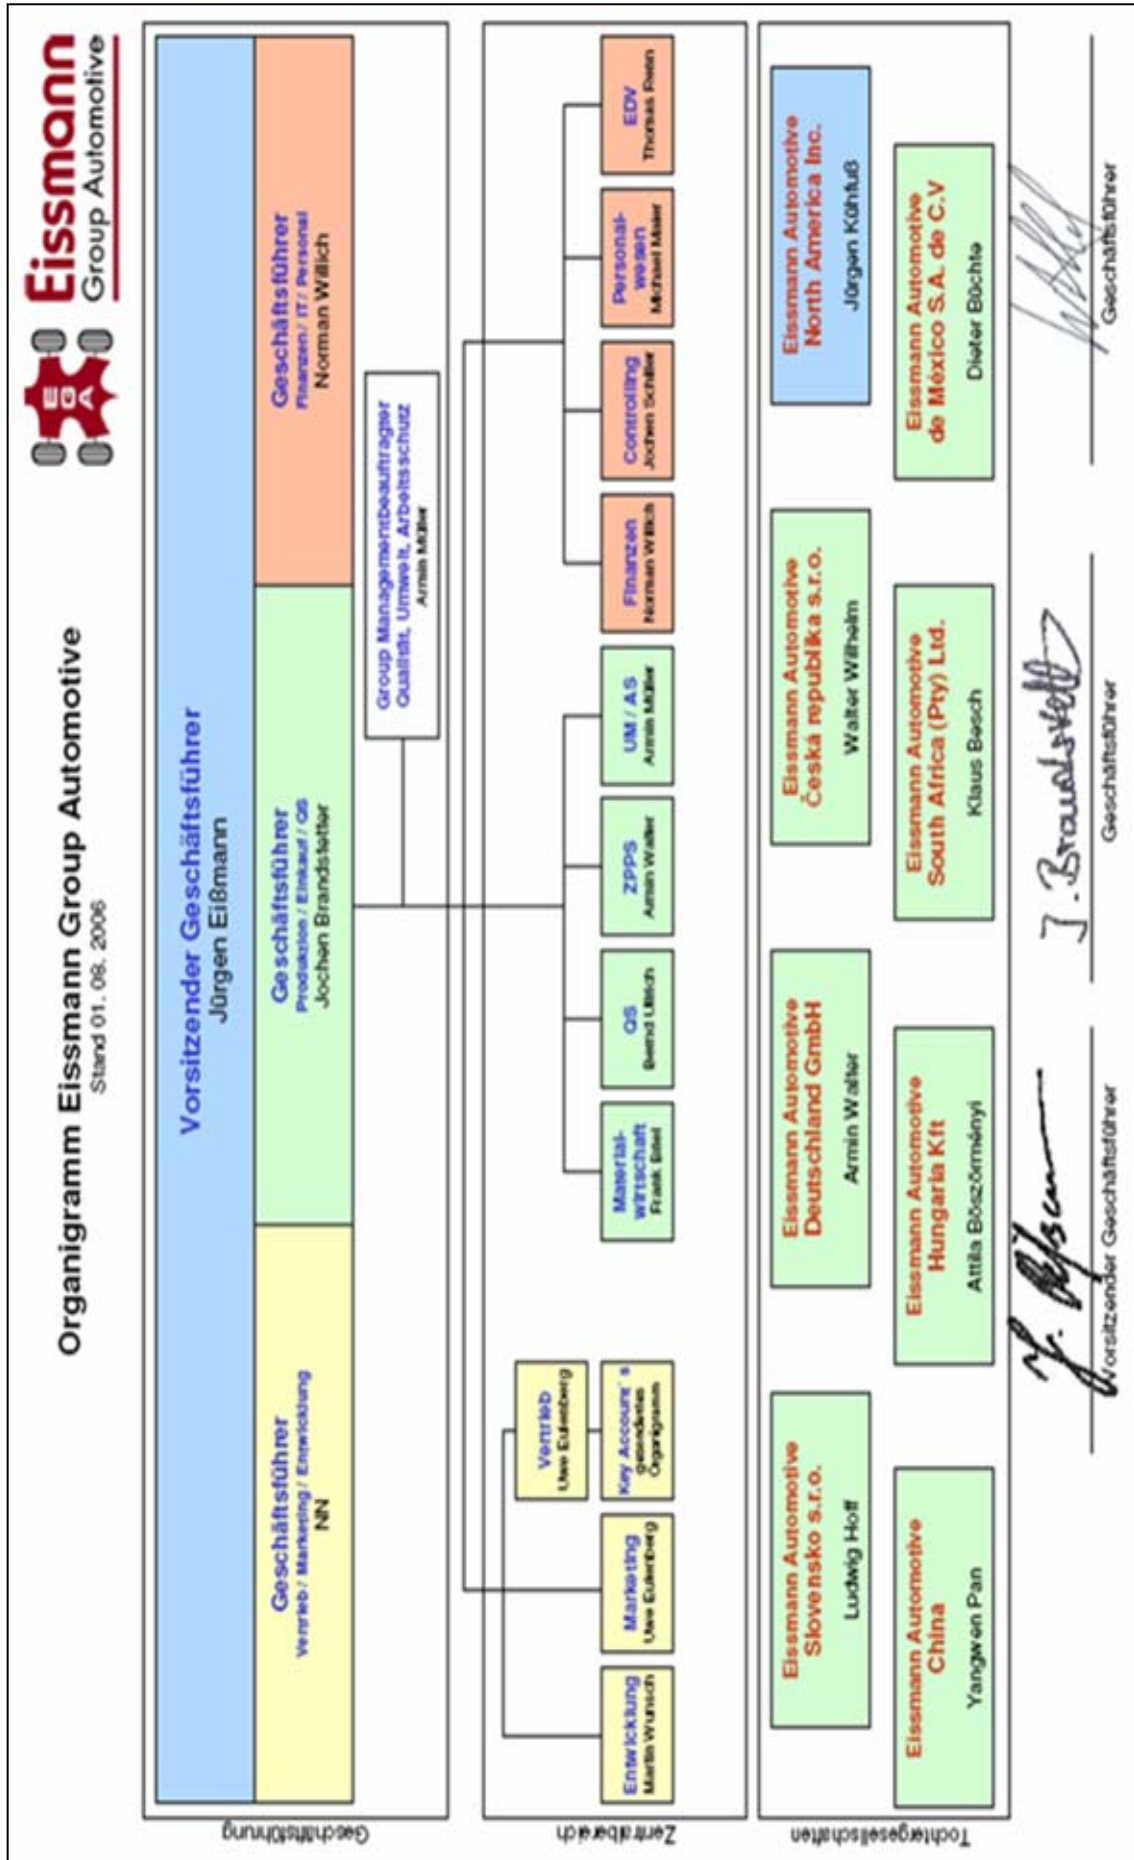 Organigramm Eissmann Group Automotive
Stand 01. 08. 2006
EGA
Eissmann
Group Automotive
Geschäftsführung
Vorsitzender Geschäftsführer
Jürgen Eißmann
Geschäftsführer
Vertrieb / Marketing / Entwicklung
NN
Geschäftsführer
Produktion / Einkauf / QS
Jochen Brandstetter
Geschäftsführer
Finanzen / IT / Personal
Norman Willich
Group Managementbeauftrager
Qualität, Umwelt, Arbeitsschutz
Armin Müller
Zentralbereich
Vertrieb
Uwe Eulenberg
Entwicklung
Martin Wunsch
Marketing
Uwe Eulenberg
Key Account´s
gesondertes
Organigramm
Material-
wirtschaft
Frank
QS
Bernd Ullrich
ZPPS
Armin Walter
UM / AS
Armin Müller
Finanzen
Norman Willich
Controlling
Jochen Schiller
Personal-
wesen
Michael Maier
EDV
Thomas
Tochtergesellschaften
Eissmann Automotive
Slovensko s.r.o.
Ludwig Hoff
Eissmann Automotive
Deutschland GmbH
Armin Walter
Eissmann Automotive
Česká republika s.r.o.
Walter Wilhelm
Eissmann Automotive
North America Inc.
Jürgen Kühfuß
Eissmann Automotive
China
Yangwen Pan
Eissmann Automotive
Hungaria Kft
Attila Böszörményi
Eissmann Automotive
South Africa (Pty) Ltd.
Klaus Besch
Eissmann Automotive
de México S.A. de C.V
Dieter Büchte
J. Brandstett
Vorsitzender Geschäftsführer
Geschäftsführer
Geschäftsführer